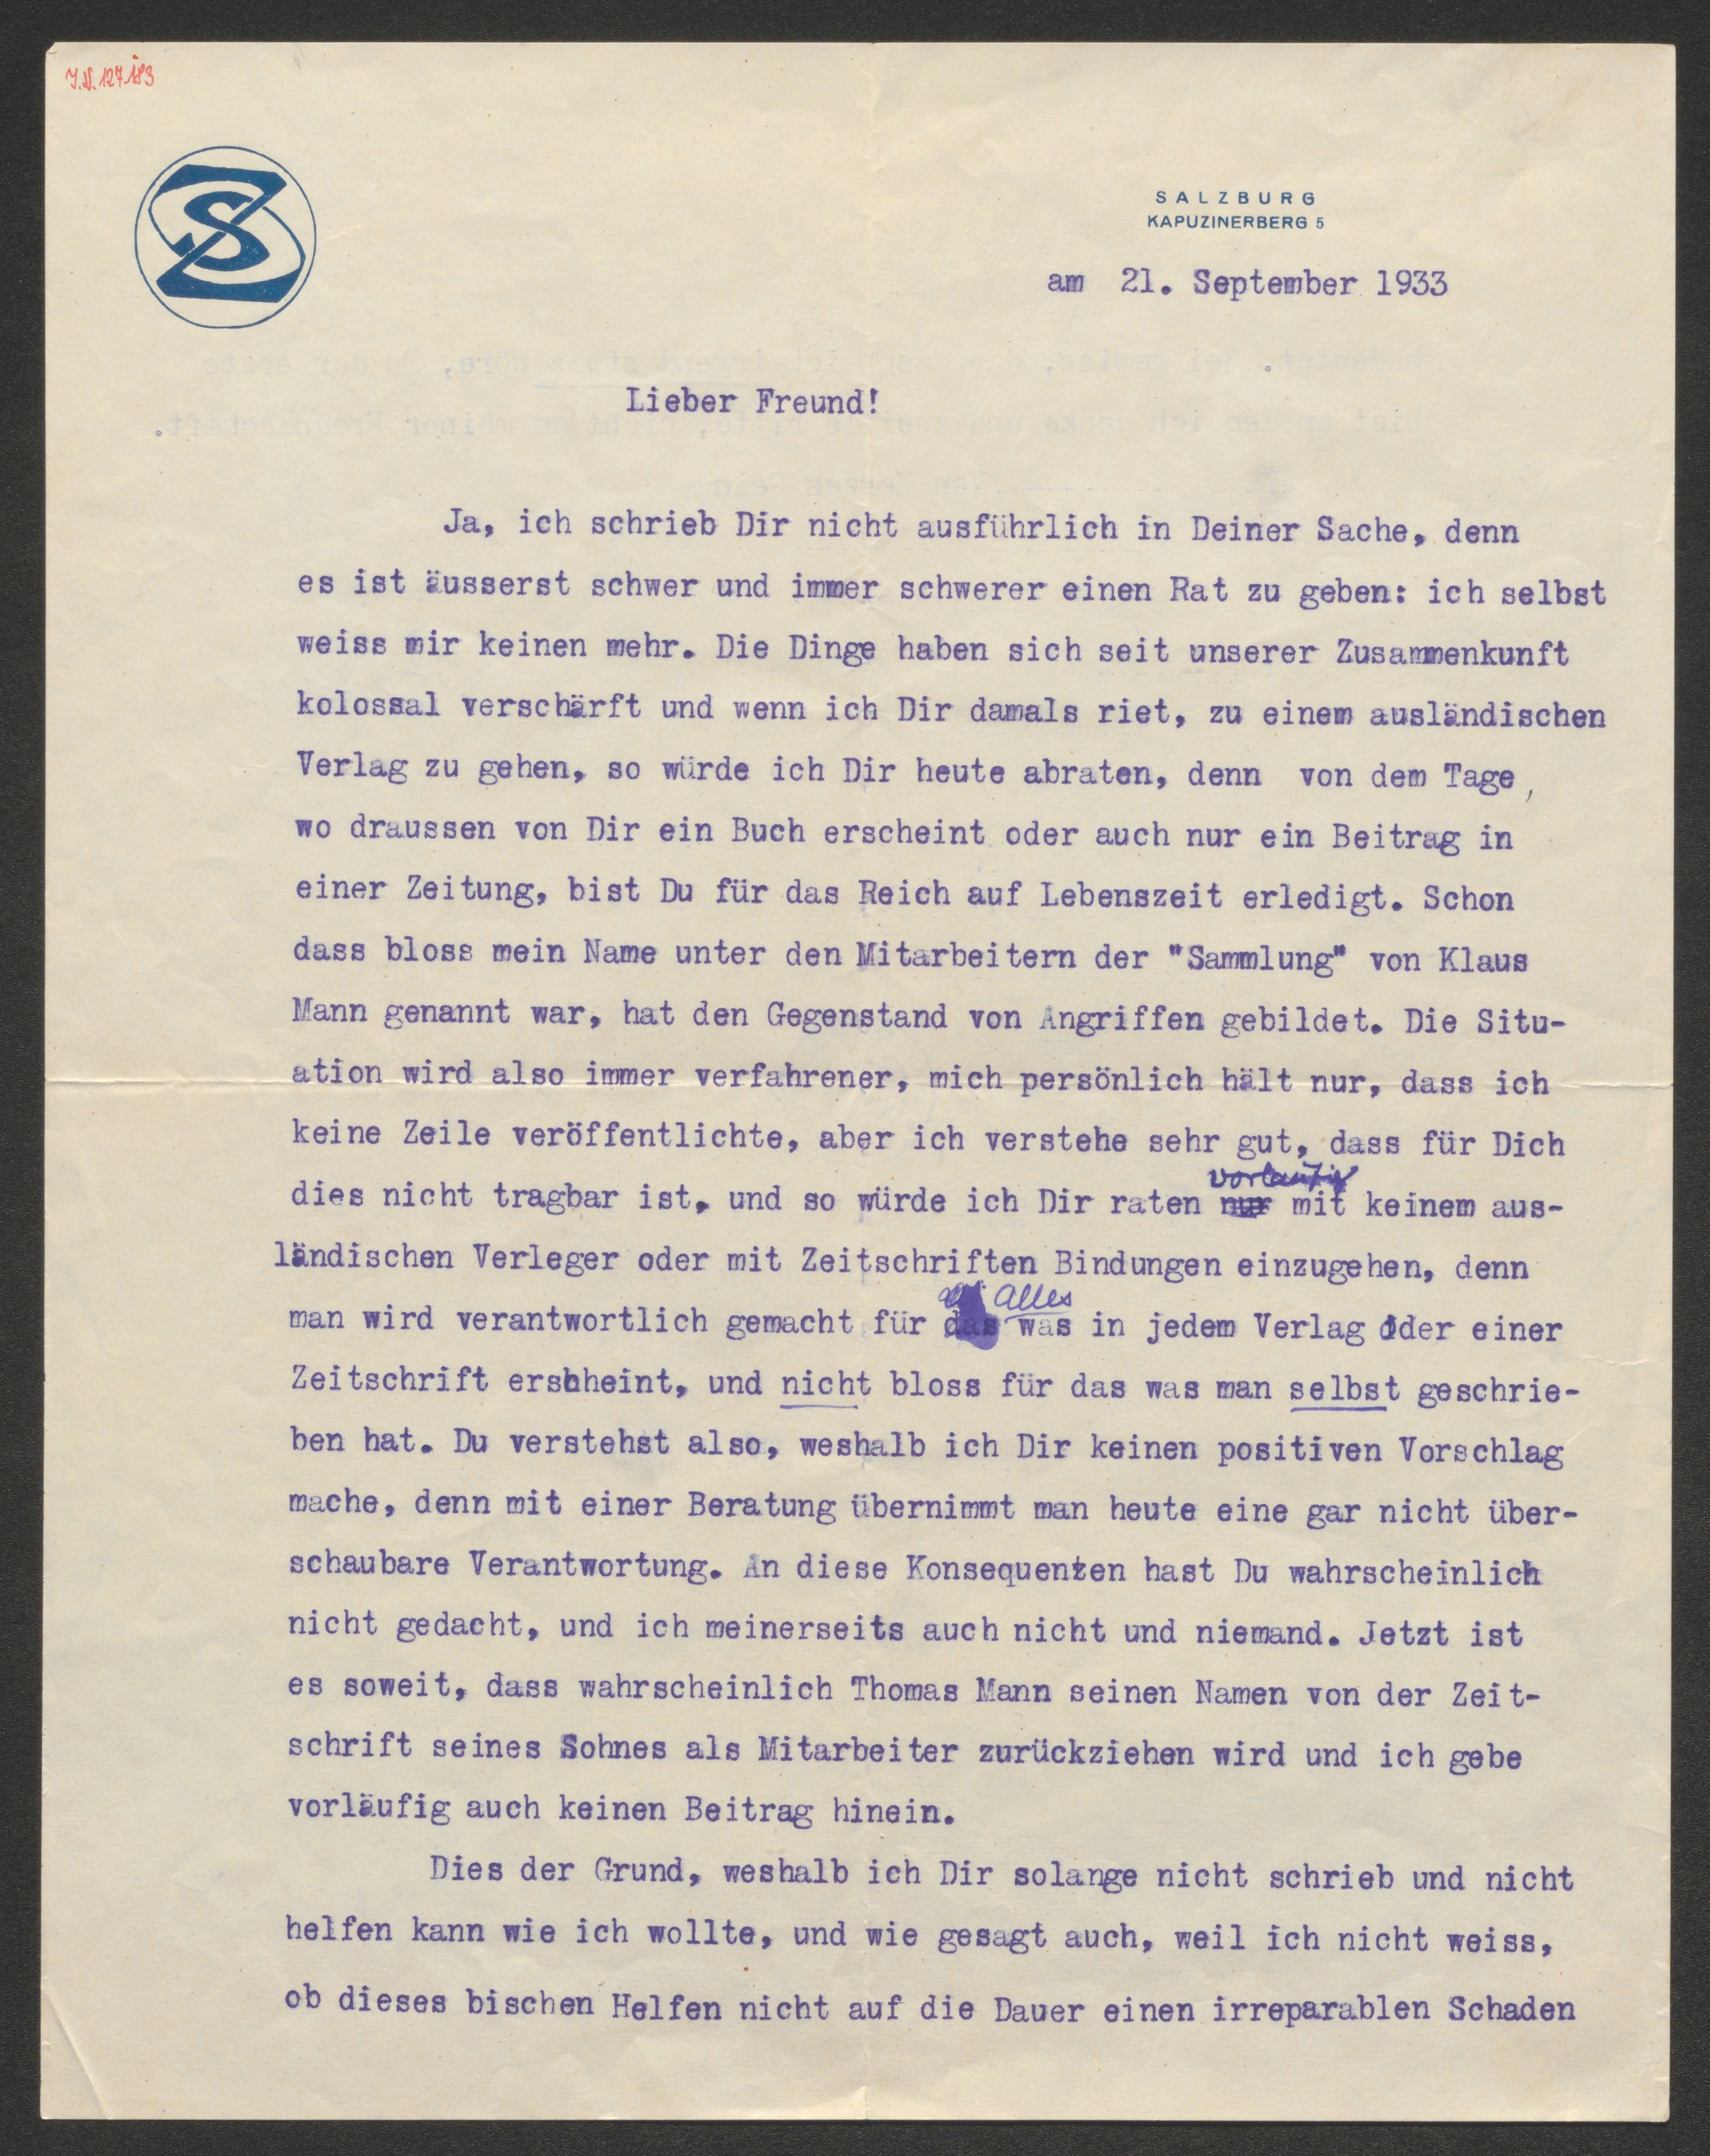 J.N. 127.183
SZ
SALZBURG
KAPUZINERBERG 5
am 21. September 1933
Lieber Freund!
Ja, ich schrieb Dir nicht ausführlich in Deiner Sache, denn
es ist äusserst schwer und immer schwerer einen Rat zu geben: ich selbst
weiss mir keinen mehr. Die Dinge haben sich seit unserer Zusammenkunft
kolossal verschärft und wenn ich Dir damals riet, zu einem ausländischen
Verlag zu gehen, so würde ich Dir heute abraten, denn von dem Tage,
wo draussen von Dir ein Buch erscheint oder auch nur ein Beitrag in
einer Zeitung, bist Du für das Reich auf Lebenszeit erledigt. Schon
dass bloss mein Name unter den Mitarbeitern der "Sammlung" von Klaus
Mann genannt war, hat den Gegenstand von Angriffen gebildet. Die Situ-
ation wird also immer verfahrener, mich persönlich hält nur, dass ich
keine Zeile veröffentlichte, aber ich verstehe sehr gut, dass für Dich
vorläufig
dies nicht tragbar ist, und so würde ich Dir raten nur mit keinem aus-
ländischen Verleger oder mit Zeitschriften Bindungen einzugehen, denn
alles
man wird verantwortlich gemacht für das was in jedem Verlag oder einer
Zeitschrift erscheint, und nicht bloss für das was man selbst geschrie-
ben hat. Du verstehst also, weshalb ich Dir keinen positiven Vorschlag
mache, denn mit einer Beratung übernimmt man heute eine gar nicht über-
schaubare Verantwortung. An diese Konsequenzen hast Du wahrscheinlich
nicht gedacht, und ich meinerseits auch nicht und niemand. Jetzt ist
es soweit, dass wahrscheinlich Thomas Mann seinen Namen von der Zeit-
schrift seines Sohnes als Mitarbeiter zurückziehen wird und ich gebe
vorläufig auch keinen Beitrag hinein.
Dies der Grund, weshalb ich Dir solange nicht schrieb und nicht
helfen kann wie ich wollte, und wie gesagt auch, weil ich nicht weiss,
ob dieses bischen Helfen nicht auf die Dauer einen irreparablen Schaden